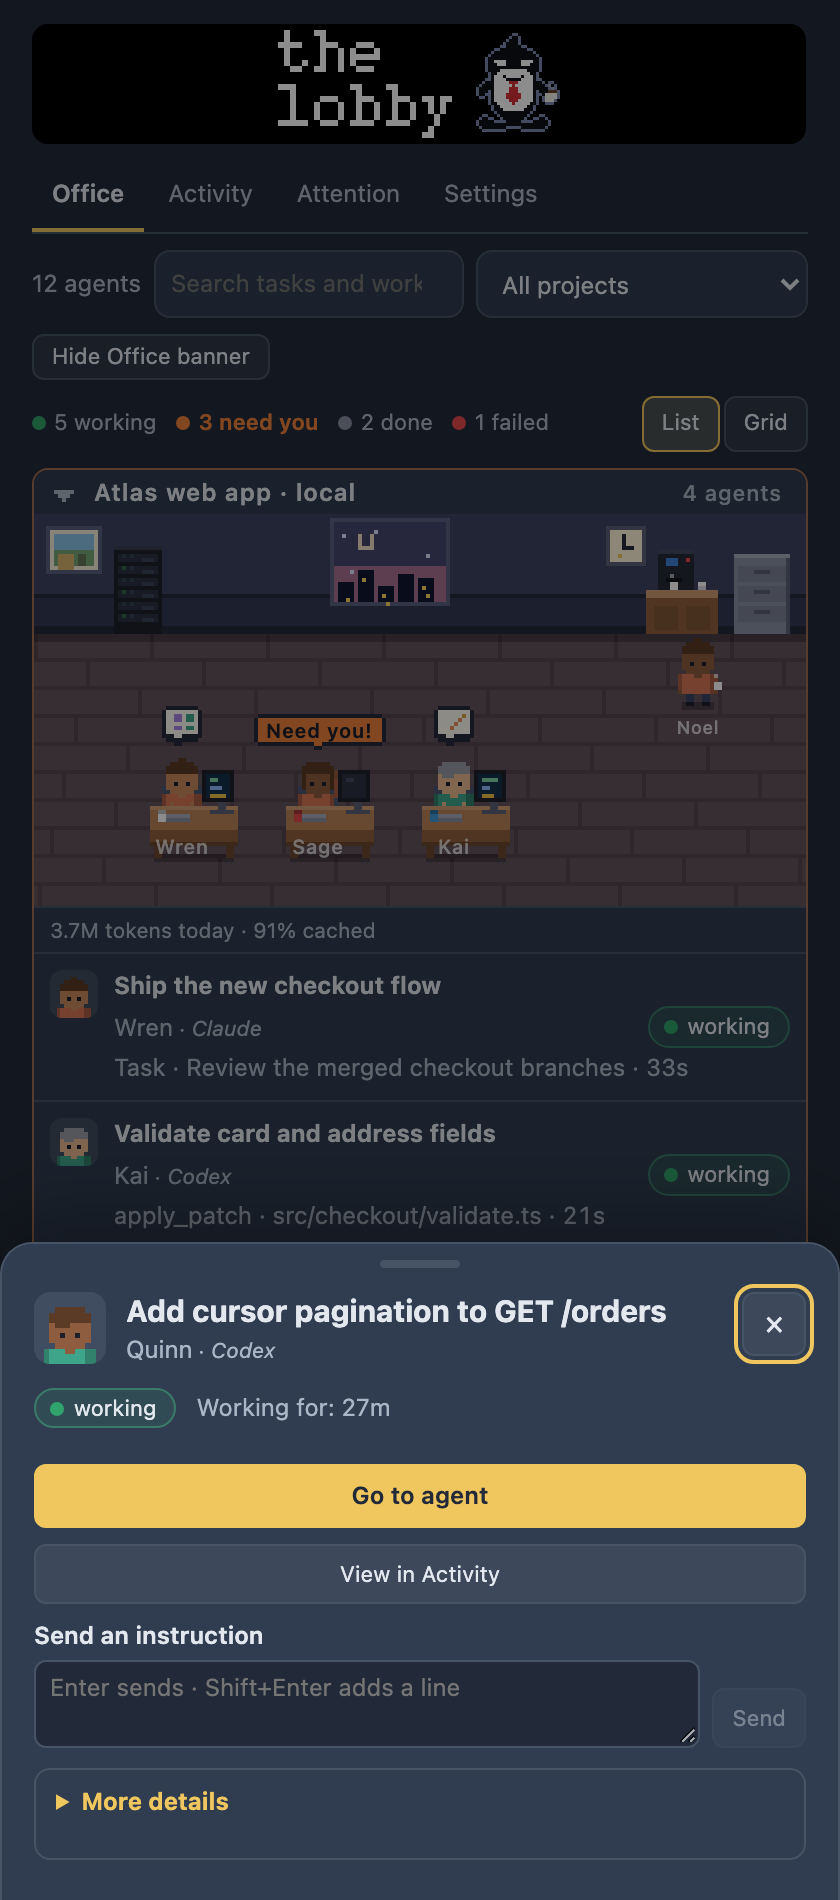 the
lobby
Office Activity Attention Settings
12 agents Search tasks and work All projects
Hide Office banner
5 working 3 need you 2 done 1 failed List Grid
Atlas web app · local 4 agents
Noel
Need you!
Wren Sage Kai
3.7M tokens today · 91% cached
Ship the new checkout flow
Wren · Claude working
Task · Review the merged checkout branches · 33s
Validate card and address fields
Kai · Codex working
apply_patch · src/checkout/validate.ts · 21s
Add cursor pagination to GET /orders
Quinn · Codex
working Working for: 27m
Go to agent
View in Activity
Send an instruction
Enter sends · Shift+Enter adds a line
Send
More details